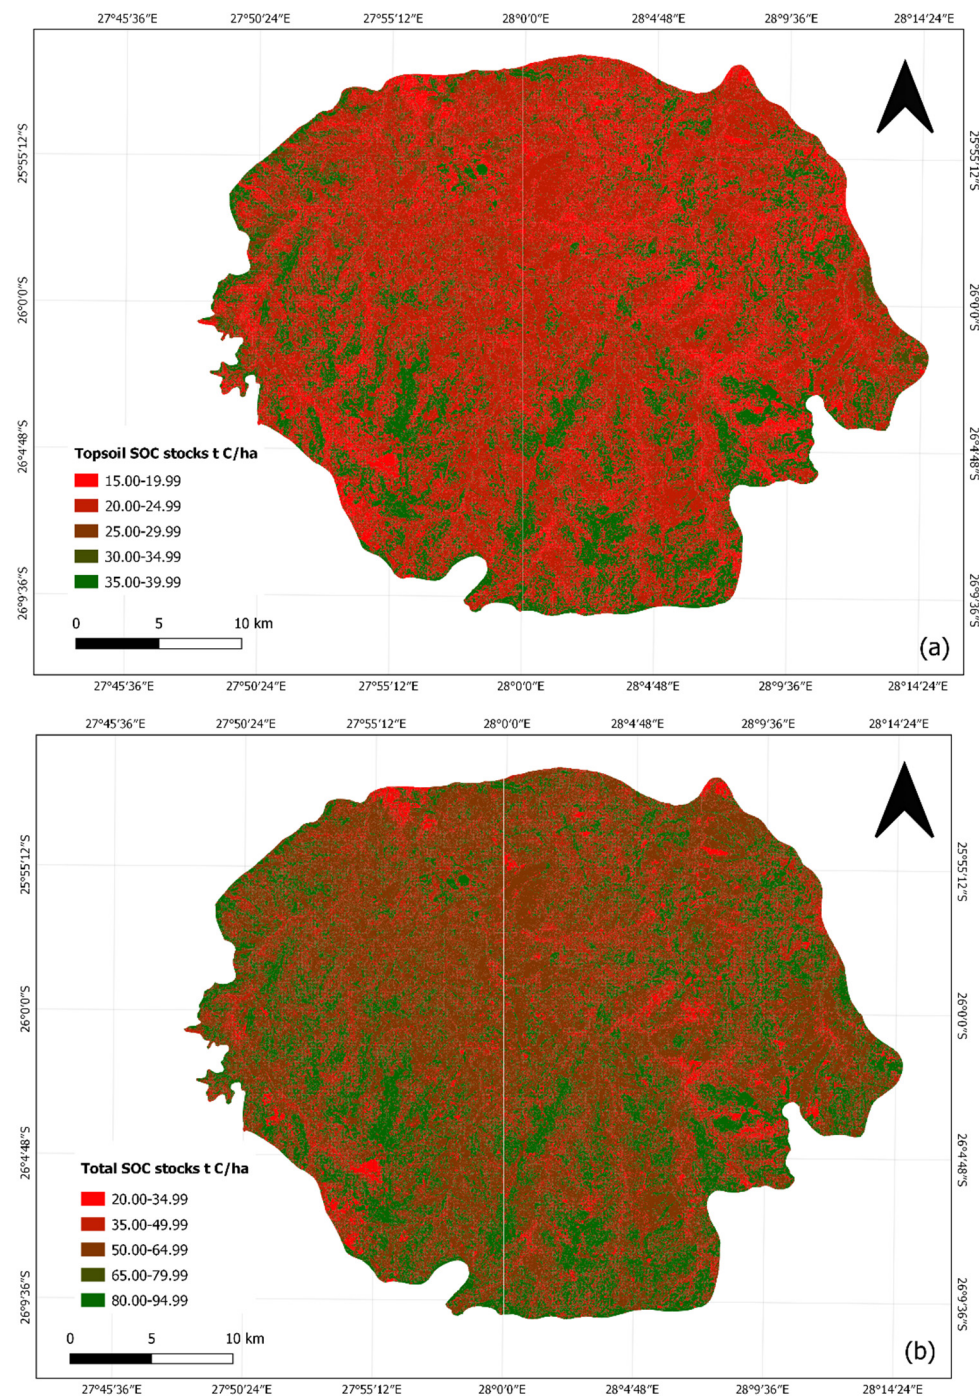 27°45′36″E 27°50′24″E 27°55′12″E 28°0′0″E 28°4′48″E 28°9′36″E 28°14′24″E
25°55′12″S 25°55′12″S
26°0′0″S 26°0′0″S
26°4′48″S 26°4′48″S
Topsoil SOC stocks t C/ha
15.00-19.99
20.00-24.99
25.00-29.99
30.00-34.99
35.00-39.99
26°9′36″S 26°9′36″S
0 5 10 km
(a)
27°45′36″E 27°50′24″E 27°55′12″E 28°0′0″E 28°4′48″E 28°9′36″E 28°14′24″E
27°45′36″E 27°50′24″E 27°55′12″E 28°0′0″E 28°4′48″E 28°9′36″E 28°14′24″E
25°55′12″S 25°55′12″S
26°0′0″S 26°0′0″S
26°4′48″S 26°4′48″S
Total SOC stocks t C/ha
20.00-34.99
35.00-49.99
50.00-64.99
65.00-79.99
80.00-94.99
26°9′36″S 26°9′36″S
0 5 10 km
(b)
27°45′36″E 27°50′24″E 27°55′12″E 28°0′0″E 28°4′48″E 28°9′36″E 28°14′24″E